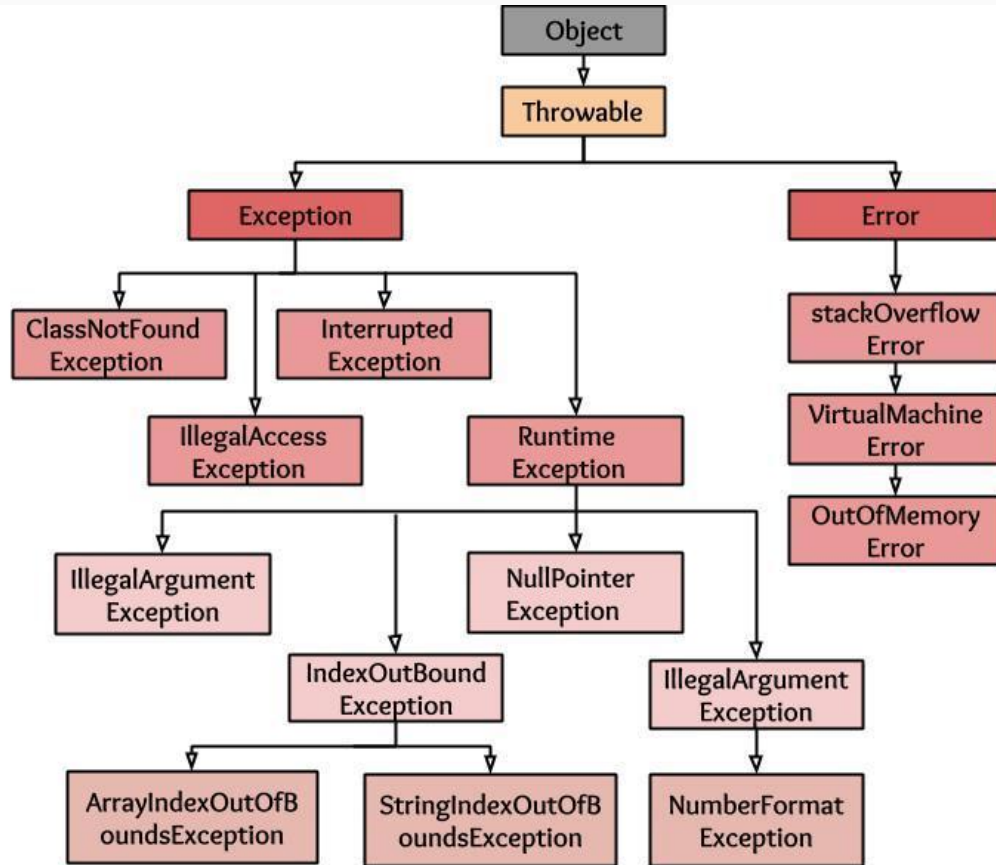 Object
Throwable
Exception
Error
ClassNotFound
Exception
Interrupted
Exception
stackOverflow
Error
IllegalAccess
Exception
Runtime
Exception
VirtualMachine
Error
OutOfMemory
Error
IllegalArgument
Exception
NullPointer
Exception
IndexOutBound
Exception
IllegalArgument
Exception
ArrayIndexOutOfB
oundsException
StringIndexOutOfB
oundsException
NumberFormat
Exception